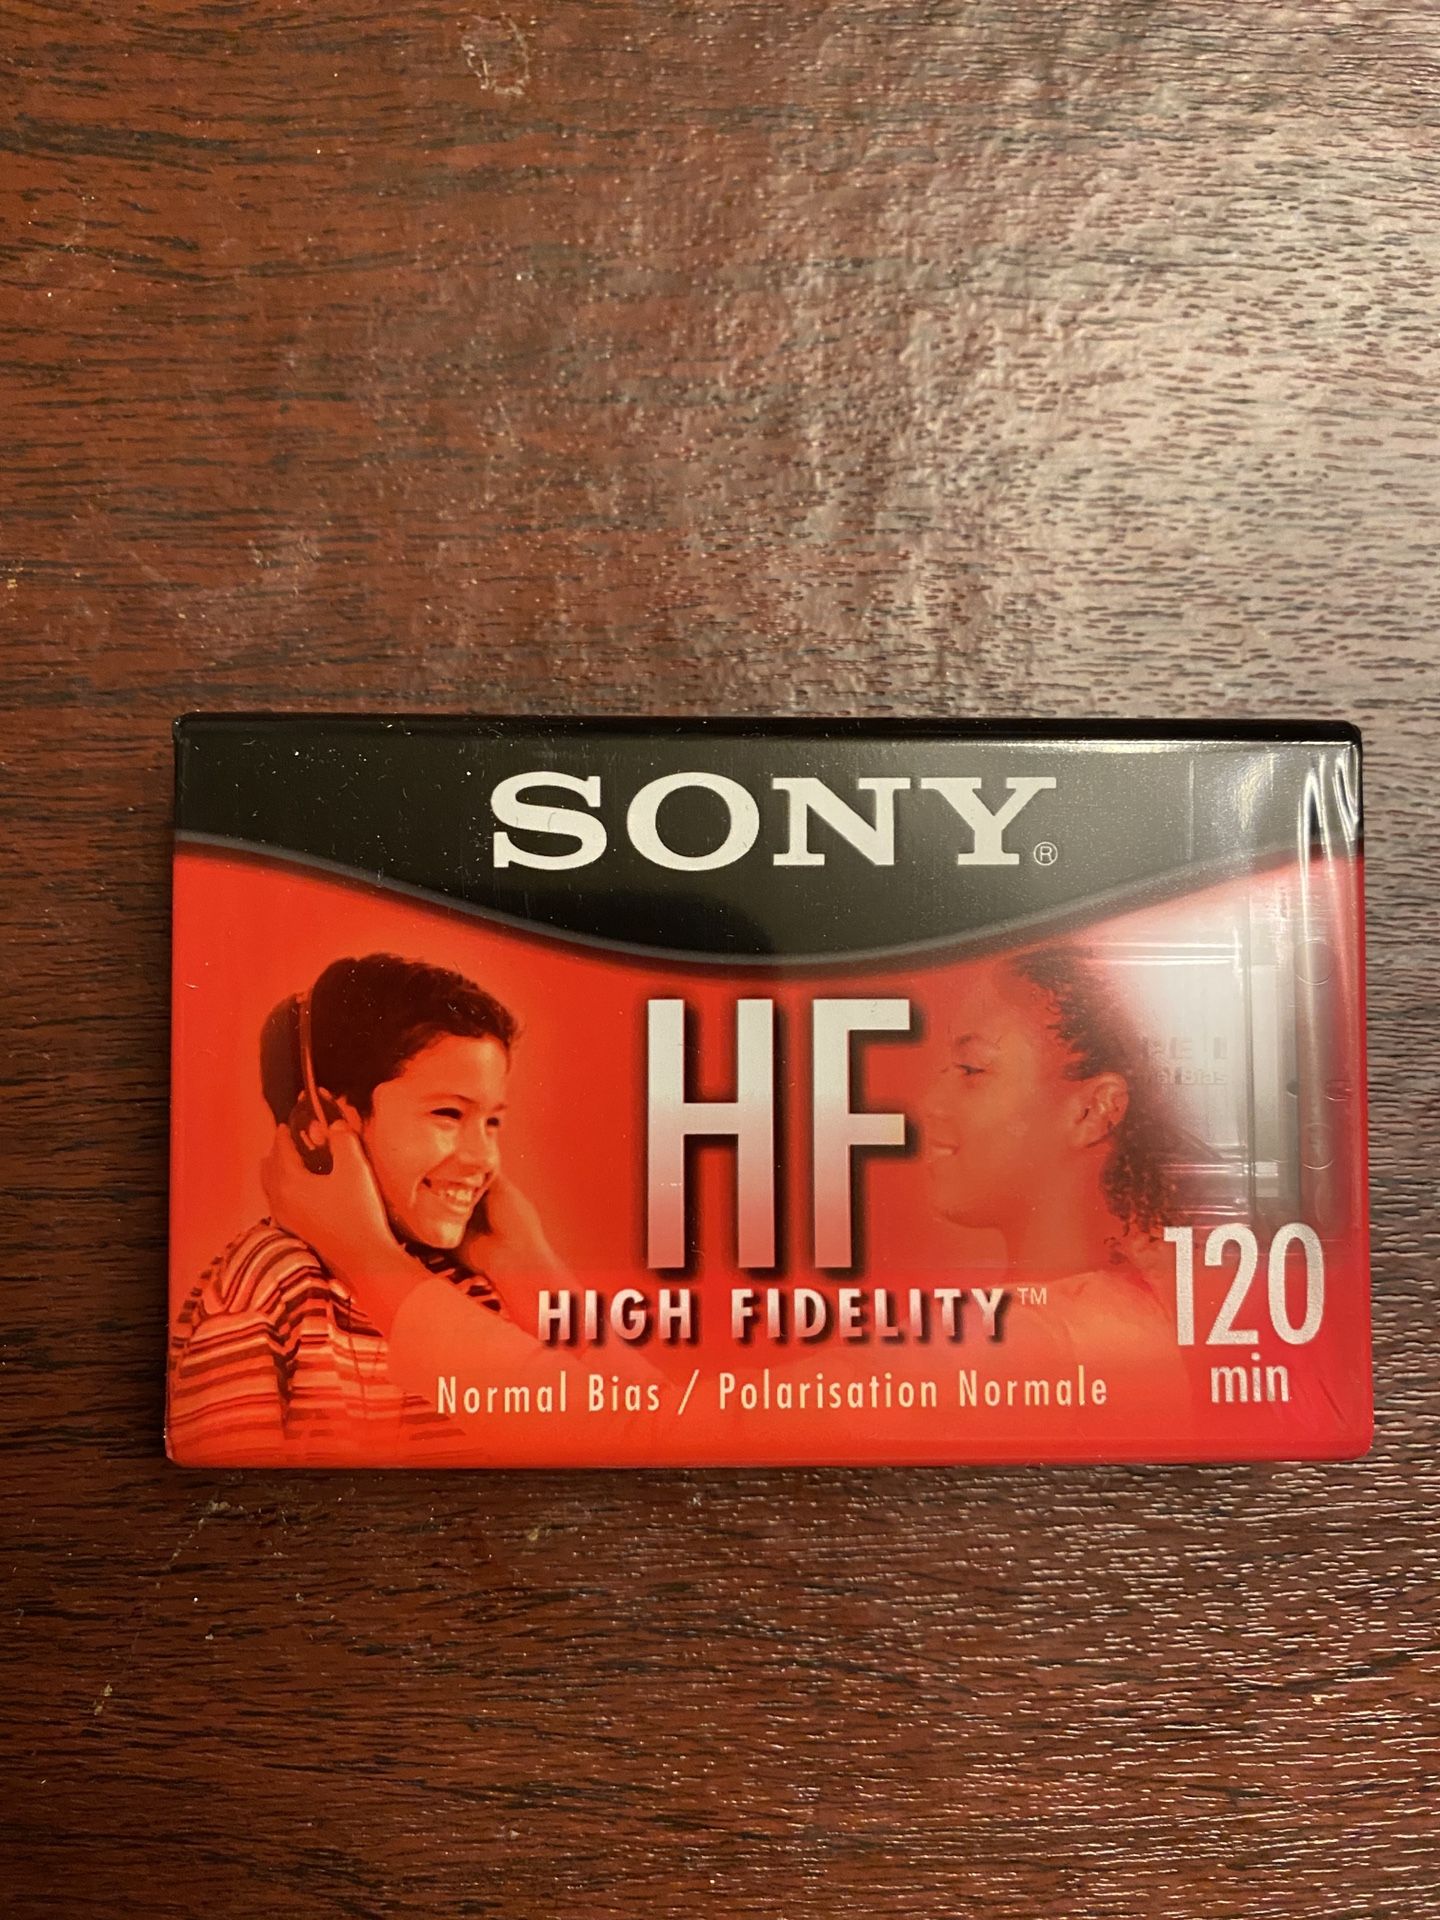 SONY®
HF
HIGH FIDELITY™
Normal Bias / Polarisation Normale
120
min